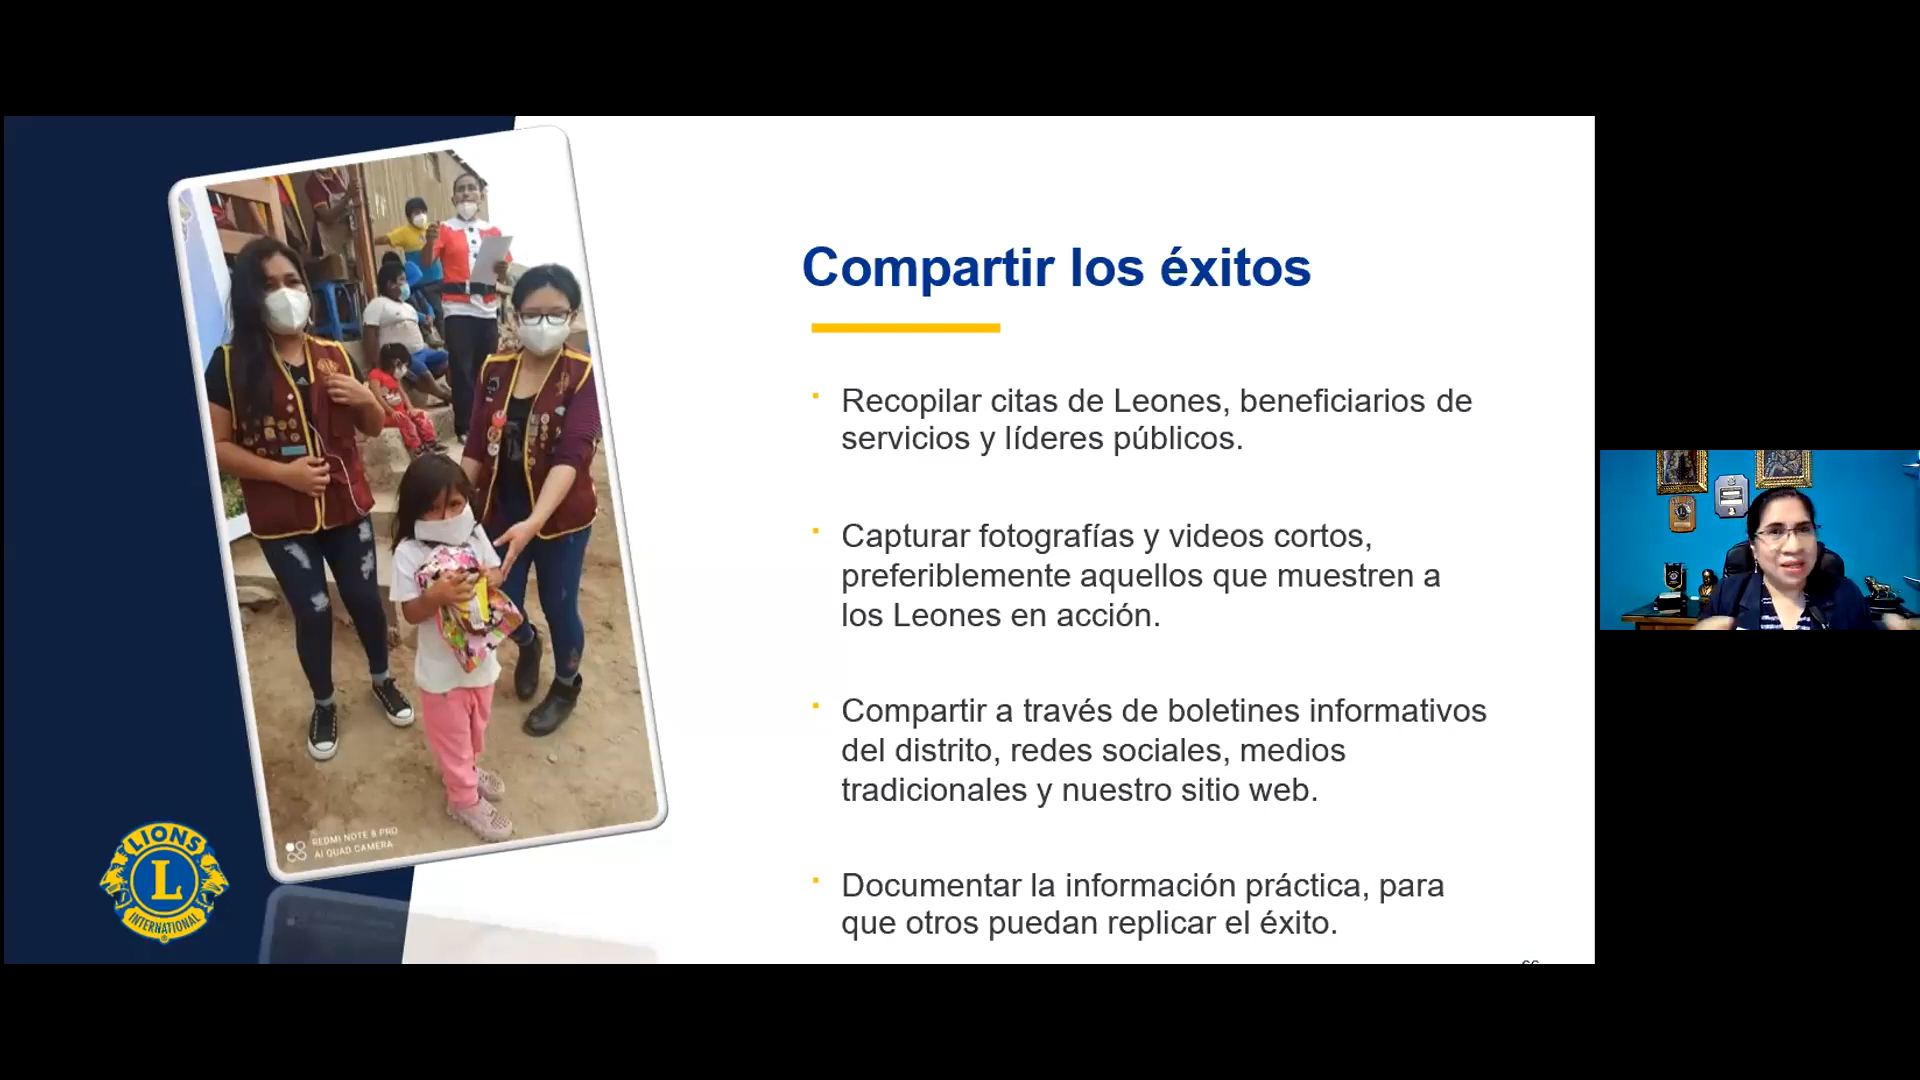 Compartir los éxitos
Recopilar citas de Leones, beneficiarios de
servicios y líderes públicos.
Capturar fotografías y videos cortos,
preferiblemente aquellos que muestren a
los Leones en acción.
Compartir a través de boletines informativos
del distrito, redes sociales, medios
tradicionales y nuestro sitio web.
Documentar la información práctica, para
que otros puedan replicar el éxito.
REDMI NOTE 8 PRO
AI QUAD CAMERA
LIONS
L
INTERNATIONAL